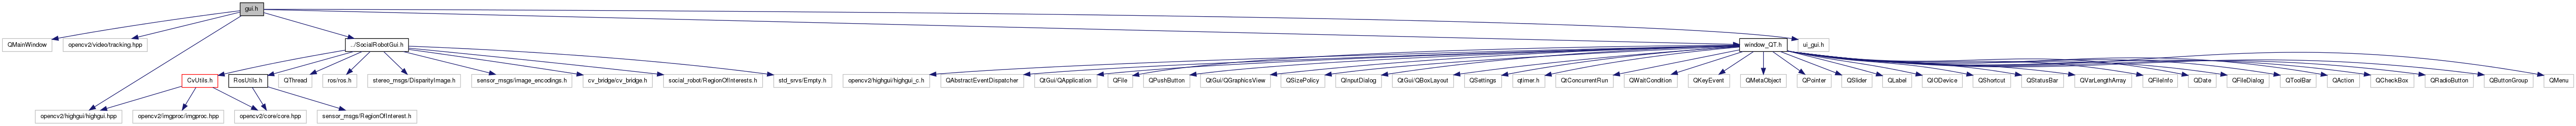 gui.h
QMainWindow
opencv2/video/tracking.hpp
../SocialRobotGui.h
window_QT.h
ui_gui.h
CvUtils.h
RosUtils.h
QThread
ros/ros.h
stereo_msgs/DisparityImage.h
sensor_msgs/image_encodings.h
cv_bridge/cv_bridge.h
social_robot/RegionOfInterests.h
std_srvs/Empty.h
opencv2/highgui/highgui_c.h
QAbstractEventDispatcher
QtGui/QApplication
QFile
QPushButton
QtGui/QGraphicsView
QSizePolicy
QInputDialog
QtGui/QBoxLayout
QSettings
qtimer.h
QtConcurrentRun
QWaitCondition
QKeyEvent
QMetaObject
QPointer
QSlider
QLabel
QIODevice
QShortcut
QStatusBar
QVarLengthArray
QFileInfo
QDate
QFileDialog
QToolBar
QAction
QCheckBox
QRadioButton
QButtonGroup
QMenu
opencv2/highgui/highgui.hpp
opencv2/imgproc/imgproc.hpp
opencv2/core/core.hpp
sensor_msgs/RegionOfInterest.h